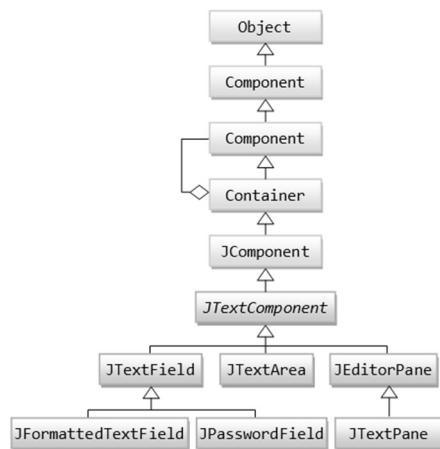 Object
Component
Component
Container
JComponent
JTextComponent
JTextField JTextArea JEditorPane
JFormattedTextField JPasswordField JTextPane